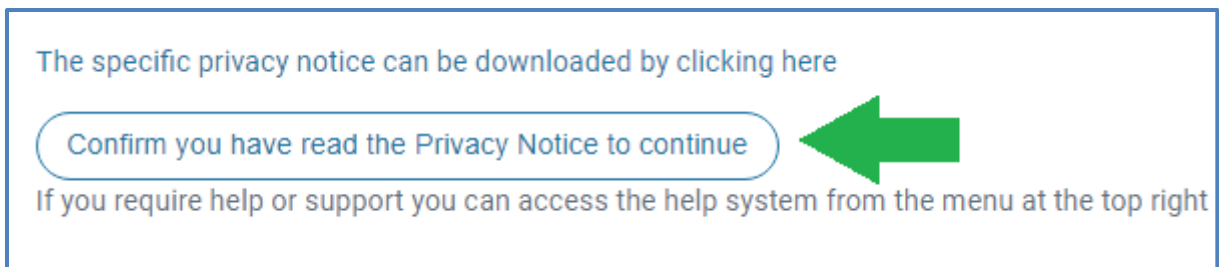 The specific privacy notice can be downloaded by clicking here
Confirm you have read the Privacy Notice to continue
If you require help or support you can access the help system from the menu at the top right